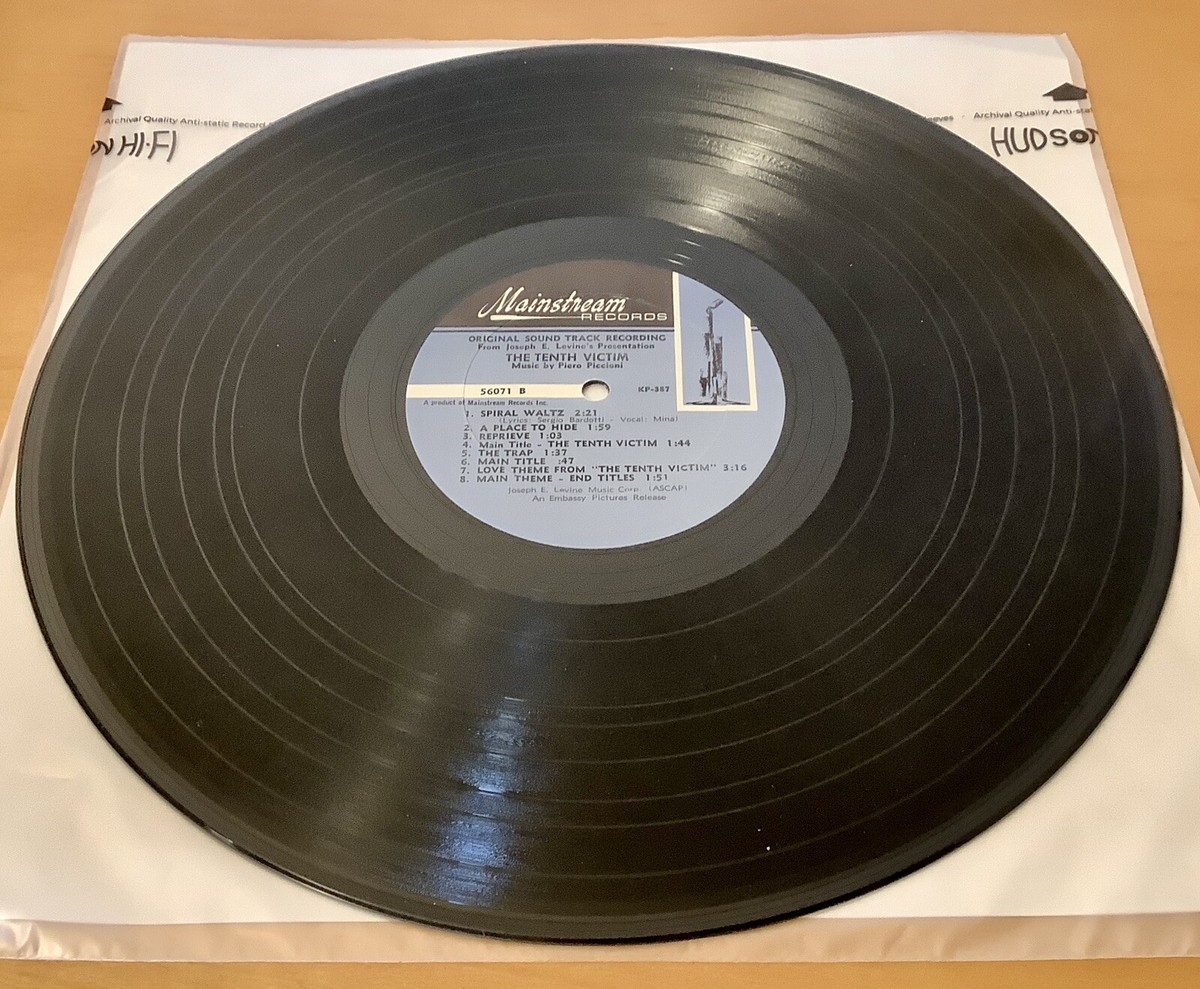 Archival Quality Anti-static Record
eeves · Archival Quality Anti-sta
ON HI-FI
HUDSON
Mainstream
RECORDS
ORIGINAL SOUND TRACK RECORDING
From Joseph E. Levine's Presentation
THE TENTH VICTIM
Music by Piero Piccioni
56071 B
KP-387
A product of Mainstream Records Inc.
1. SPIRAL WALTZ 2:21
(Lyrics: Sergio Bardotti - Vocal: Mina)
2. A PLACE TO HIDE 1:59
3. REPRIEVE 1:03
4. Main Title - THE TENTH VICTIM 1:44
5. THE TRAP 1:37
6. MAIN TITLE :47
7. LOVE THEME FROM "THE TENTH VICTIM" 3:16
8. MAIN THEME - END TITLES 1:51
Joseph E. Levine Music Corp. (ASCAP)
An Embassy Pictures Release